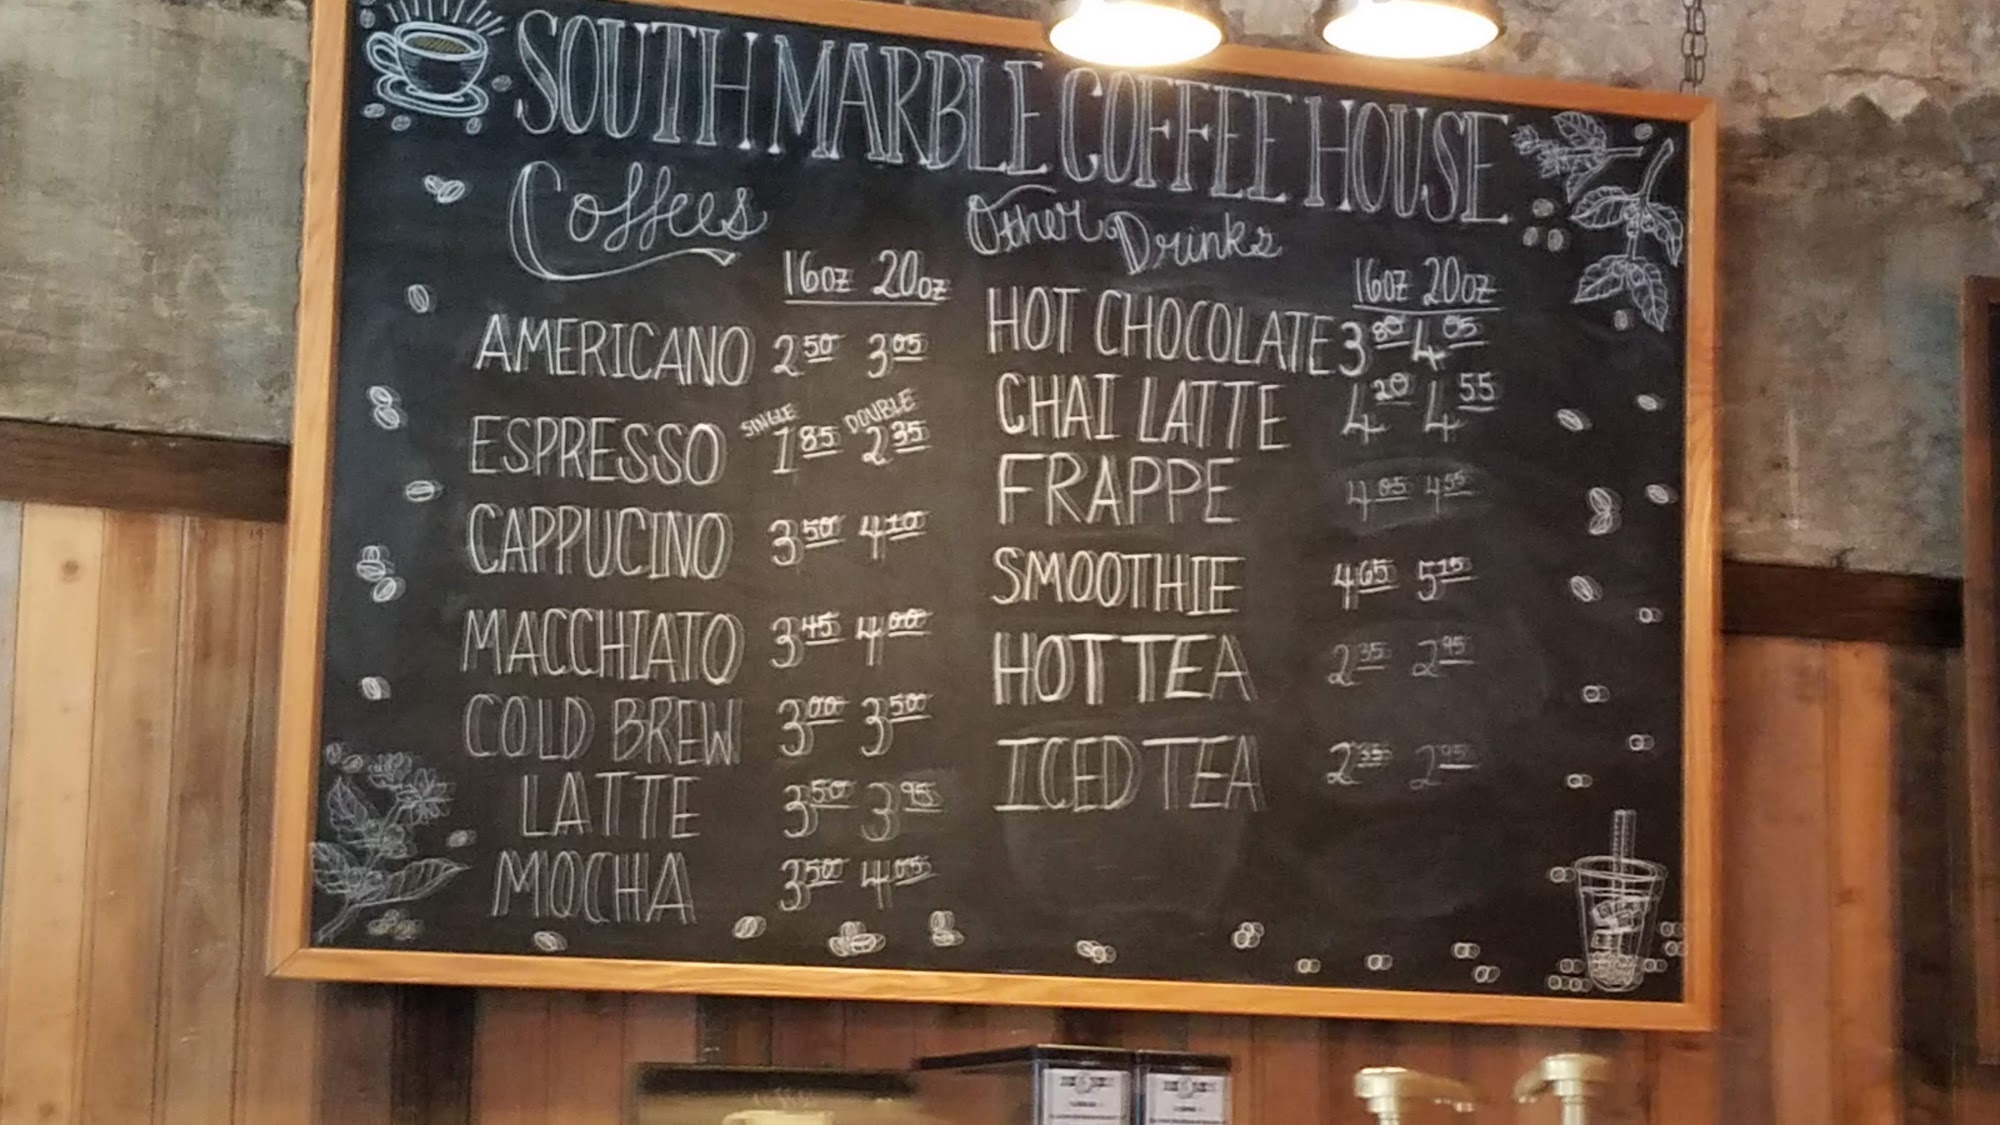 SOUTH MARBLE COFFEE HOUSE
Coffees
16oz 20oz
AMERICANO 2.50 3.05
SINGLE DOUBLE
ESPRESSO 1.85 2.35
CAPPUCINO 3.50 4.10
MACCHIATO 3.45 4.00
COLD BREW 3.00 3.50
LATTE 3.50 3.95
MOCHA 3.50 4.05
Other Drinks
16oz 20oz
HOT CHOCOLATE 3.80 4.05
CHAI LATTE 4.20 4.55
FRAPPE 4.05 4.55
SMOOTHIE 4.65 5.15
HOT TEA 2.35 2.95
ICED TEA 2.35 2.95